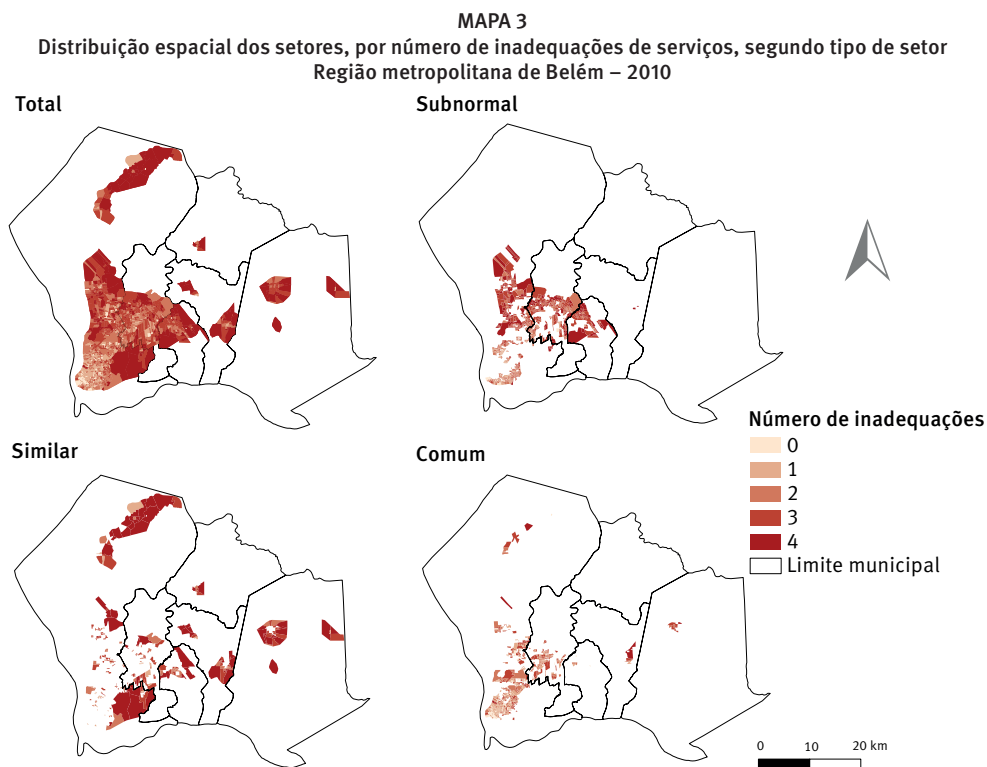 MAPA 3
Distribuição espacial dos setores, por número de inadequações de serviços, segundo tipo de setor
Região metropolitana de Belém – 2010
Total
Subnormal
Similar
Comum
Número de inadequações
0
1
2
3
4
Limite municipal
0 10 20 km